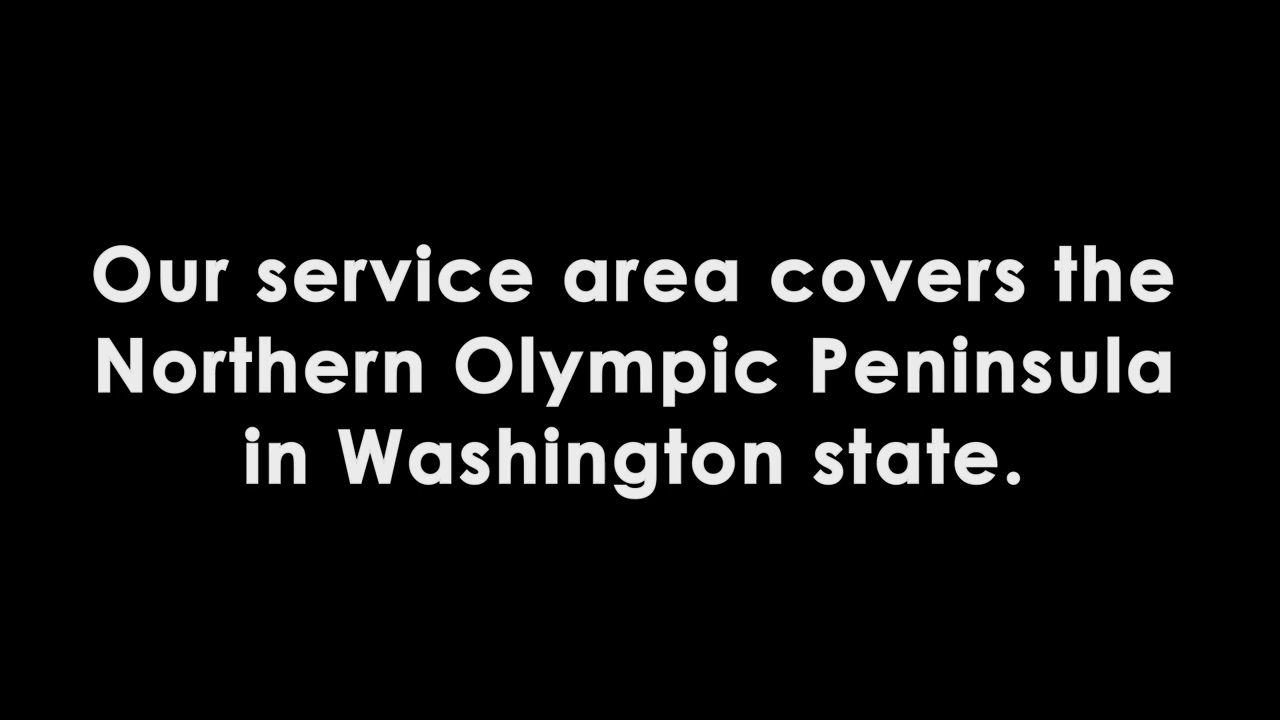 Our service area covers the
Northern Olympic Peninsula
in Washington state.